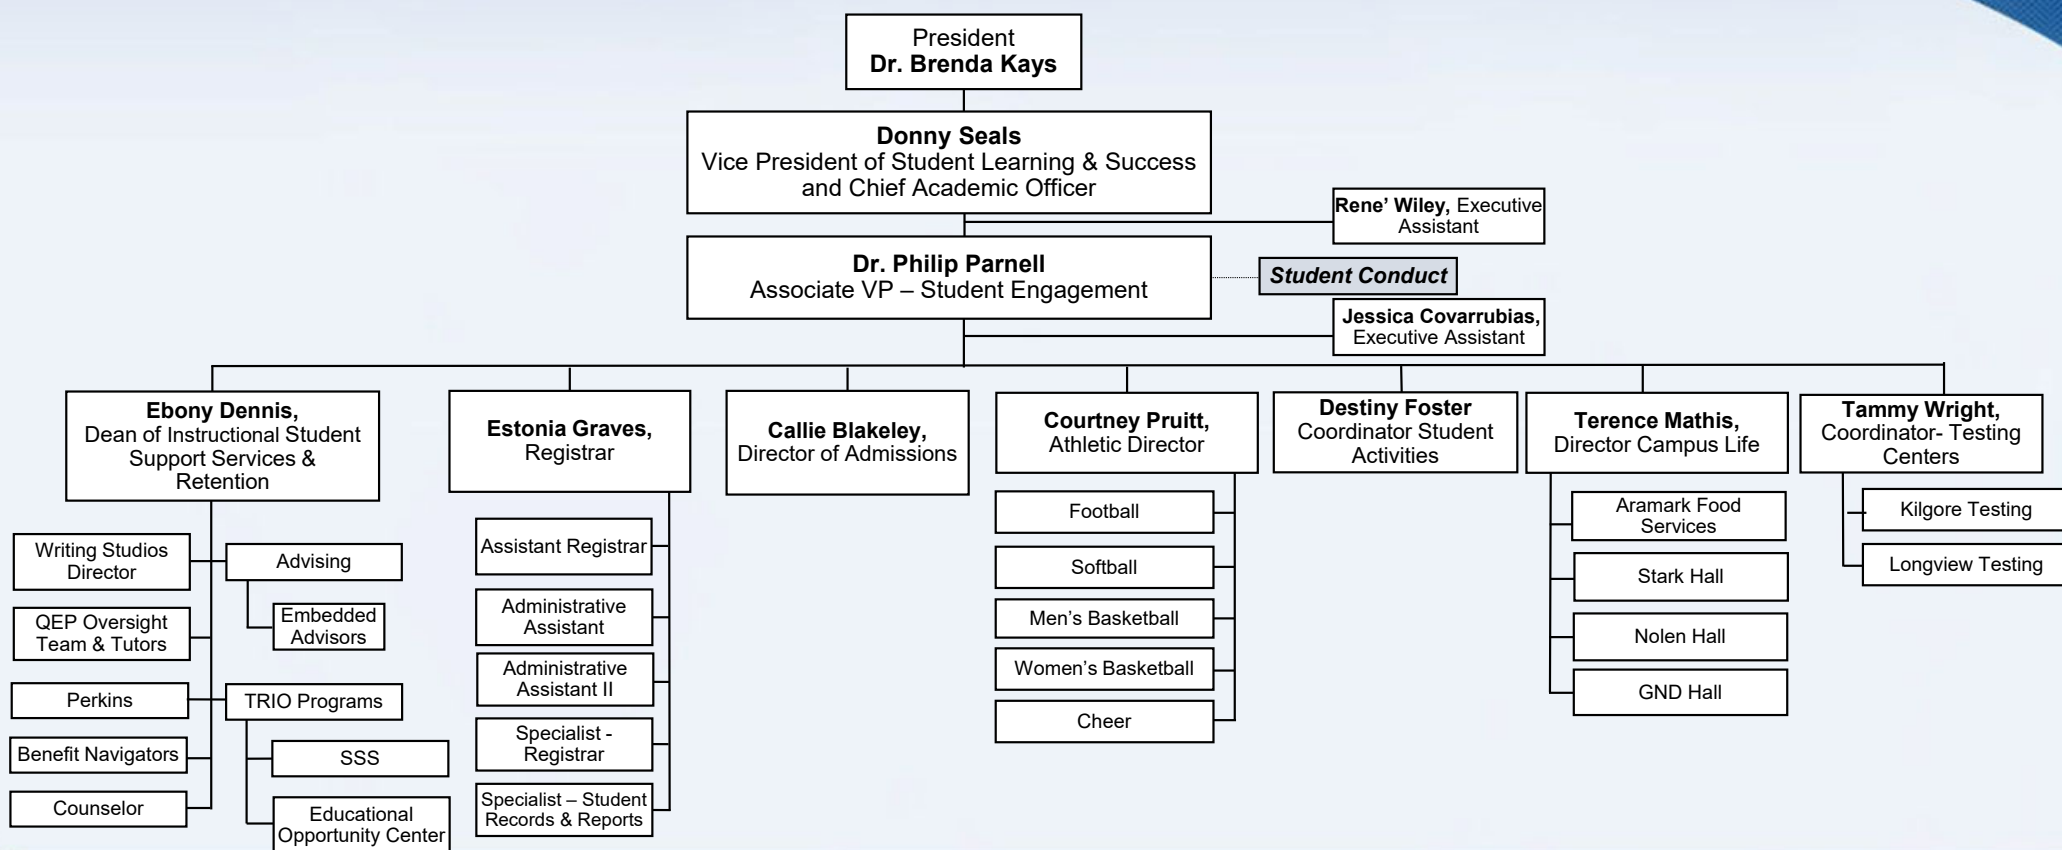 President
Dr. Brenda Kays
Donny Seals
Vice President of Student Learning & Success
and Chief Academic Officer
Rene’ Wiley, Executive
Assistant
Dr. Philip Parnell
Associate VP – Student Engagement
Student Conduct
Jessica Covarrubias,
Executive Assistant
Ebony Dennis,
Dean of Instructional Student
Support Services &
Retention
Writing Studios
Director
Advising
Embedded
Advisors
QEP Oversight
Team & Tutors
Perkins
TRIO Programs
Benefit Navigators
SSS
Counselor
Educational
Opportunity Center
Estonia Graves,
Registrar
Assistant Registrar
Administrative
Assistant
Administrative
Assistant II
Specialist -
Registrar
Specialist – Student
Records & Reports
Callie Blakeley,
Director of Admissions
Courtney Pruitt,
Athletic Director
Football
Softball
Men’s Basketball
Women’s Basketball
Cheer
Destiny Foster
Coordinator Student
Activities
Terence Mathis,
Director Campus Life
Aramark Food
Services
Stark Hall
Nolen Hall
GND Hall
Tammy Wright,
Coordinator- Testing
Centers
Kilgore Testing
Longview Testing